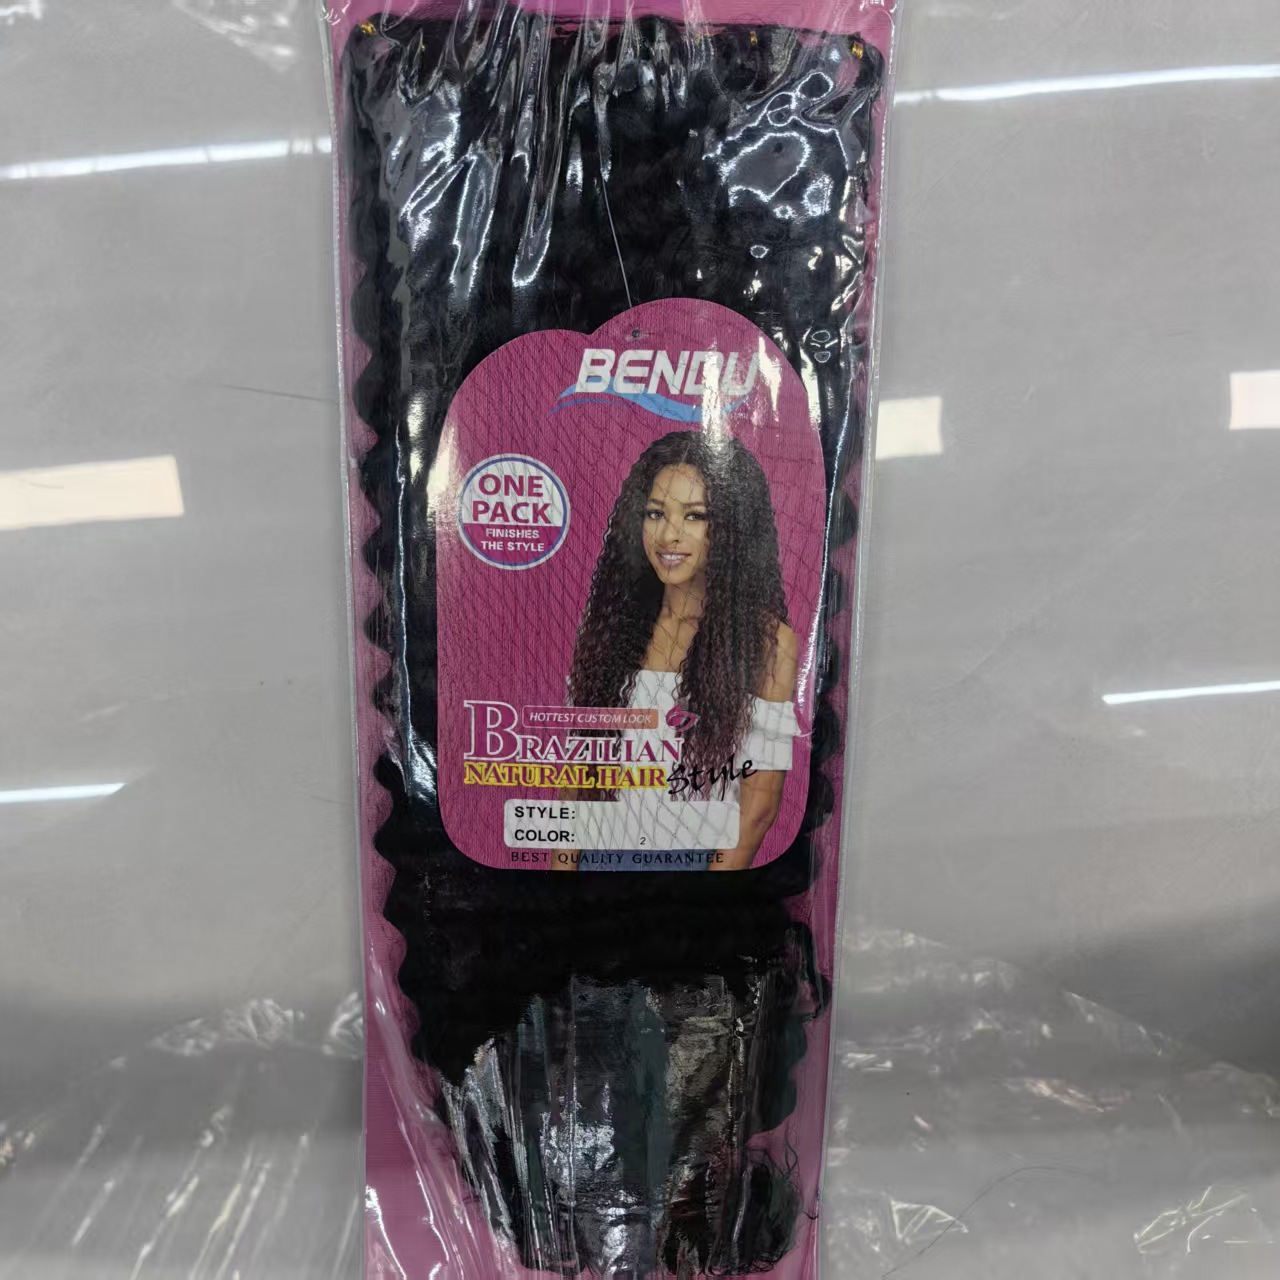 BENDU
ONE
PACK
FINISHES
THE STYLE
HOTTEST CUSTOM LOOK
BRAZILIAN
NATURAL HAIR Style
STYLE:
COLOR: 2
BEST QUALITY GUARANTEE